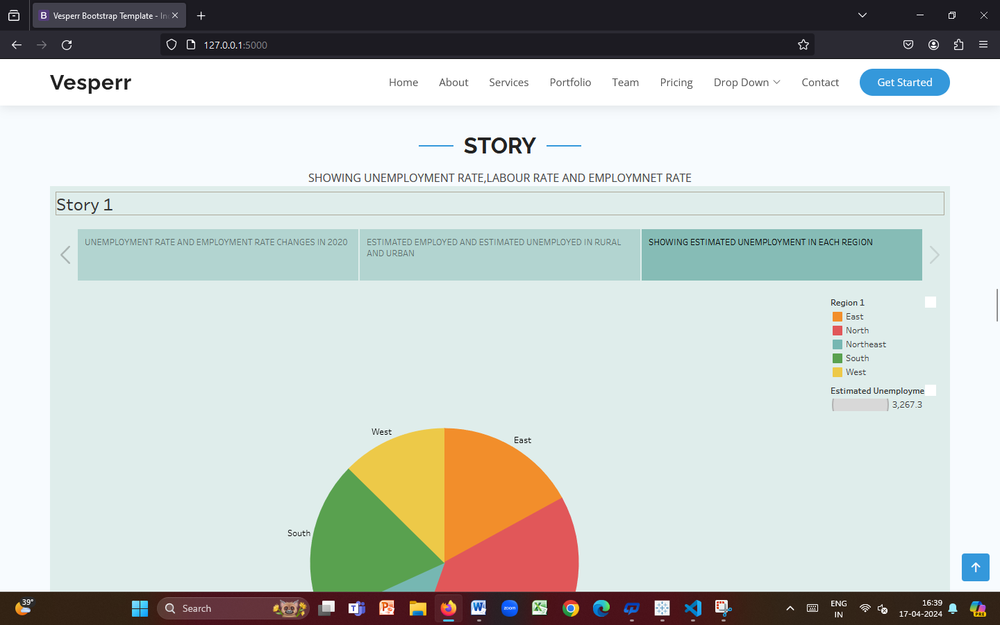 Vesperr Bootstrap Template - In
127.0.0.1:5000
Vesperr
Home
About
Services
Portfolio
Team
Pricing
Drop Down
Contact
Get Started
STORY
SHOWING UNEMPLOYMENT RATE,LABOUR RATE AND EMPLOYMNET RATE
Story 1
UNEMPLOYMENT RATE AND EMPLOYMENT RATE CHANGES IN 2020
ESTIMATED EMPLOYED AND ESTIMATED UNEMPLOYED IN RURAL
AND URBAN
SHOWING ESTIMATED UNEMPLOYMENT IN EACH REGION
Region 1
East
North
Northeast
South
West
Estimated Unemployme
3,267.3
West
East
South
39°
Search
ENG
IN
16:39
17-04-2024
PRE
zoom